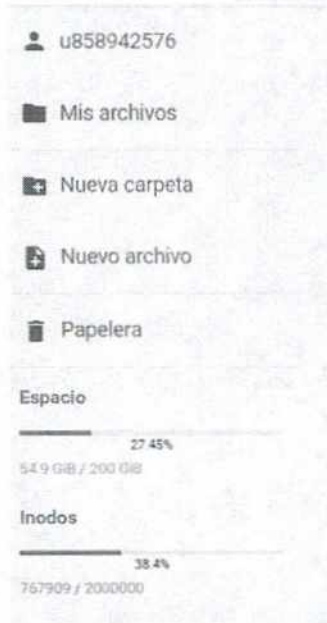 u858942576
Mis archivos
Nueva carpeta
Nuevo archivo
Papelera
Espacio
27.45%
54.9 GiB / 200 GiB
Inodos
38.4%
767909 / 2000000